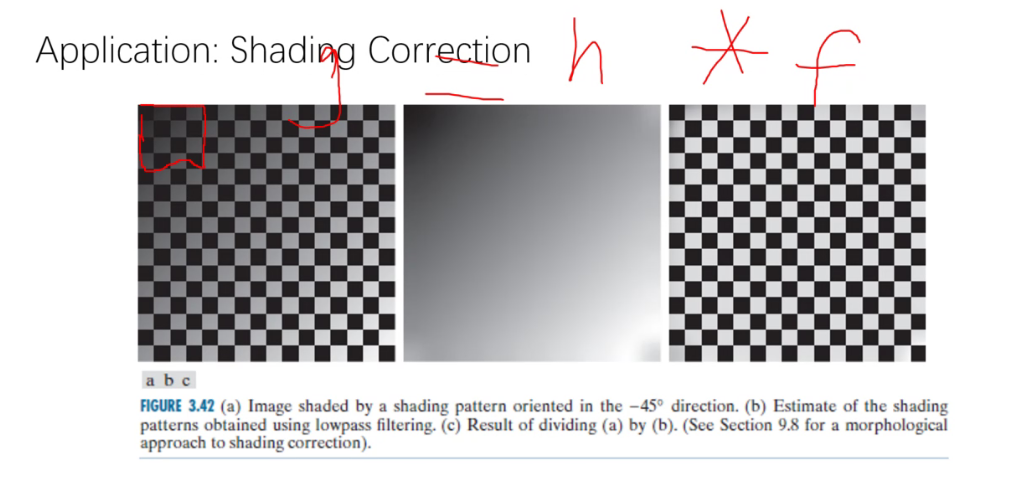 Application: Shading Correction
g = h * f
a b c
FIGURE 3.42 (a) Image shaded by a shading pattern oriented in the −45° direction. (b) Estimate of the shading
patterns obtained using lowpass filtering. (c) Result of dividing (a) by (b). (See Section 9.8 for a morphological
approach to shading correction).